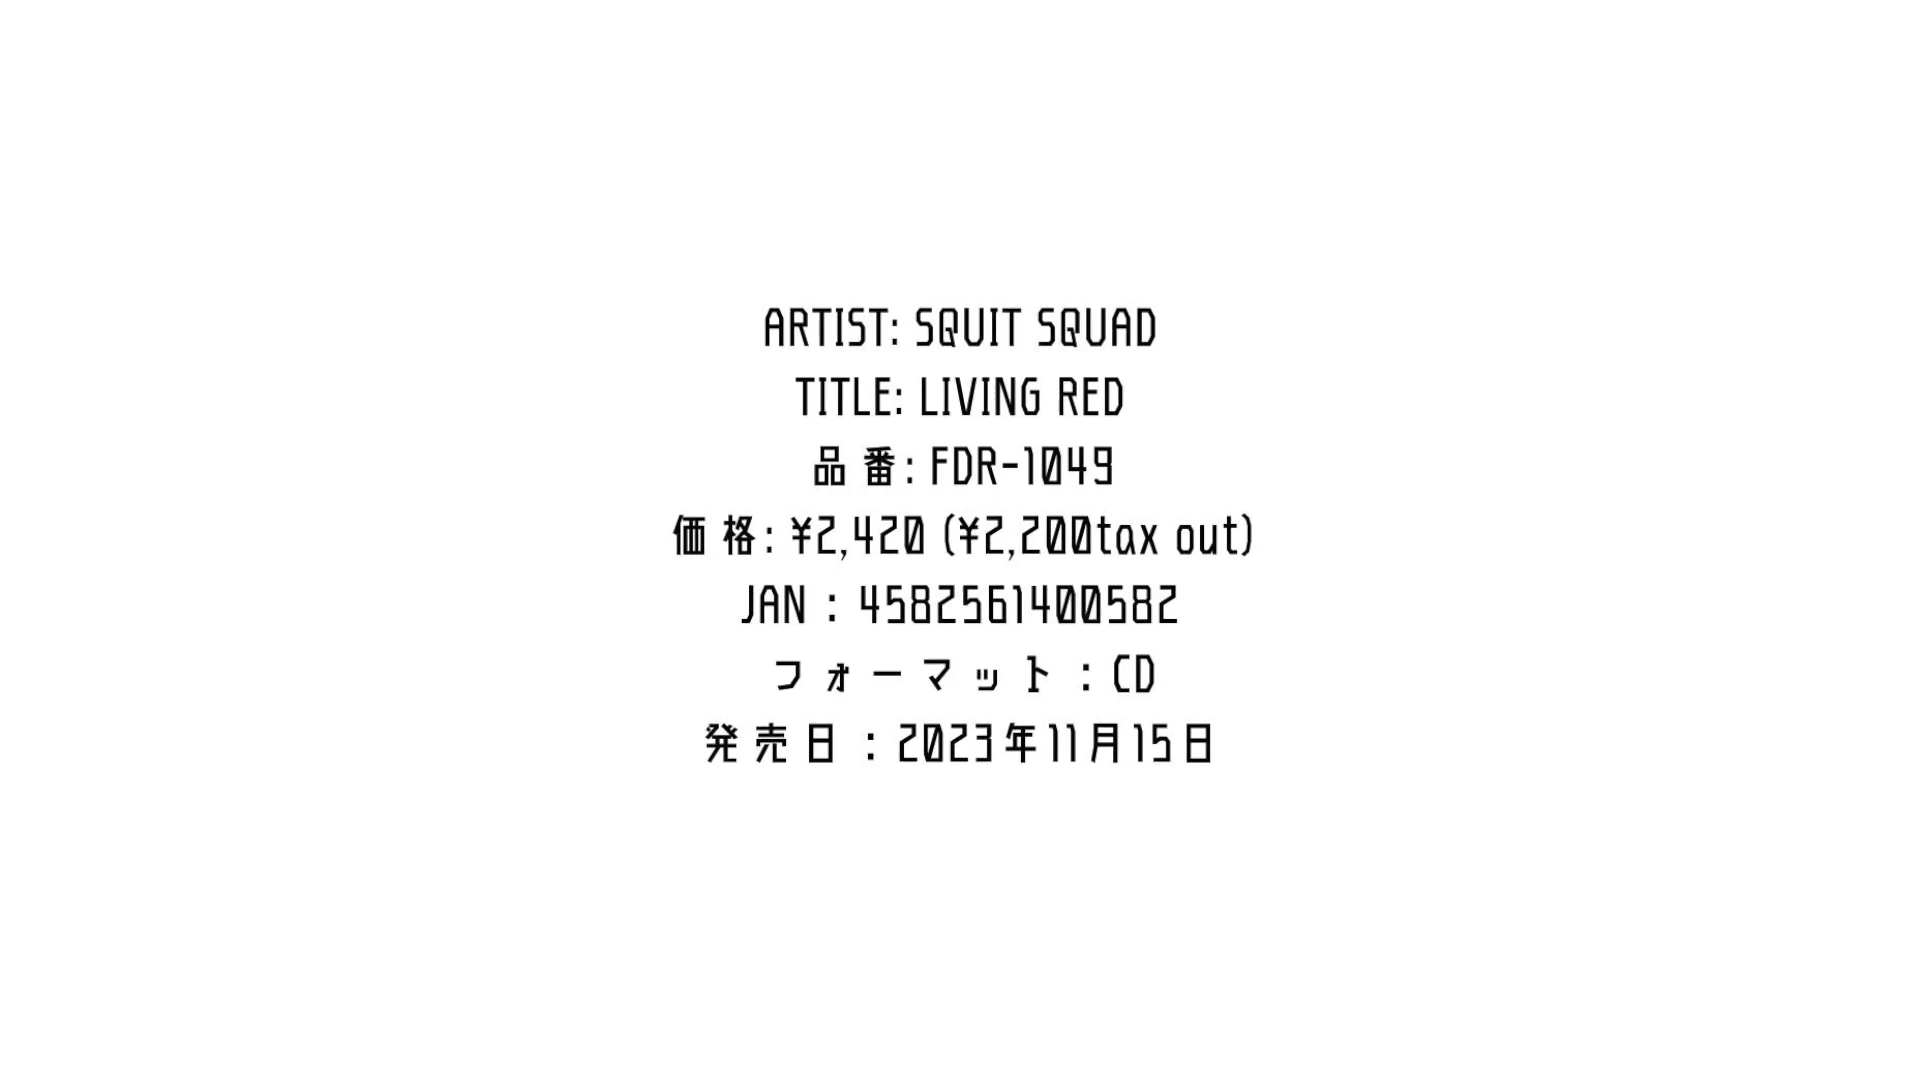 ARTIST: SQUIT SQUAD
TITLE: LIVING RED
品番: FDR-1049
価格: ¥2,420 (¥2,200tax out)
JAN : 4582561400582
フォーマット : CD
発売日 : 2023年11月15日